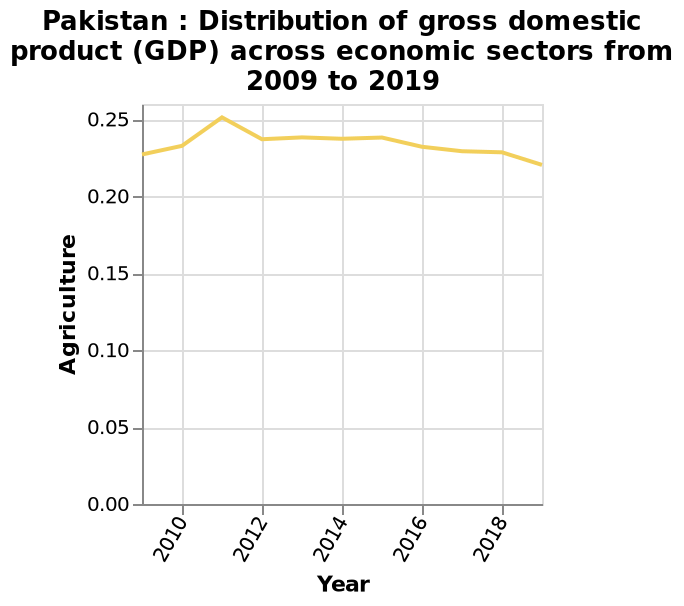 Pakistan : Distribution of gross domestic
product (GDP) across economic sectors from
2009 to 2019
0.25
0.20
0.15
0.10
0.05
0.00
Agriculture
2010
2012
2014
2016
2018
Year